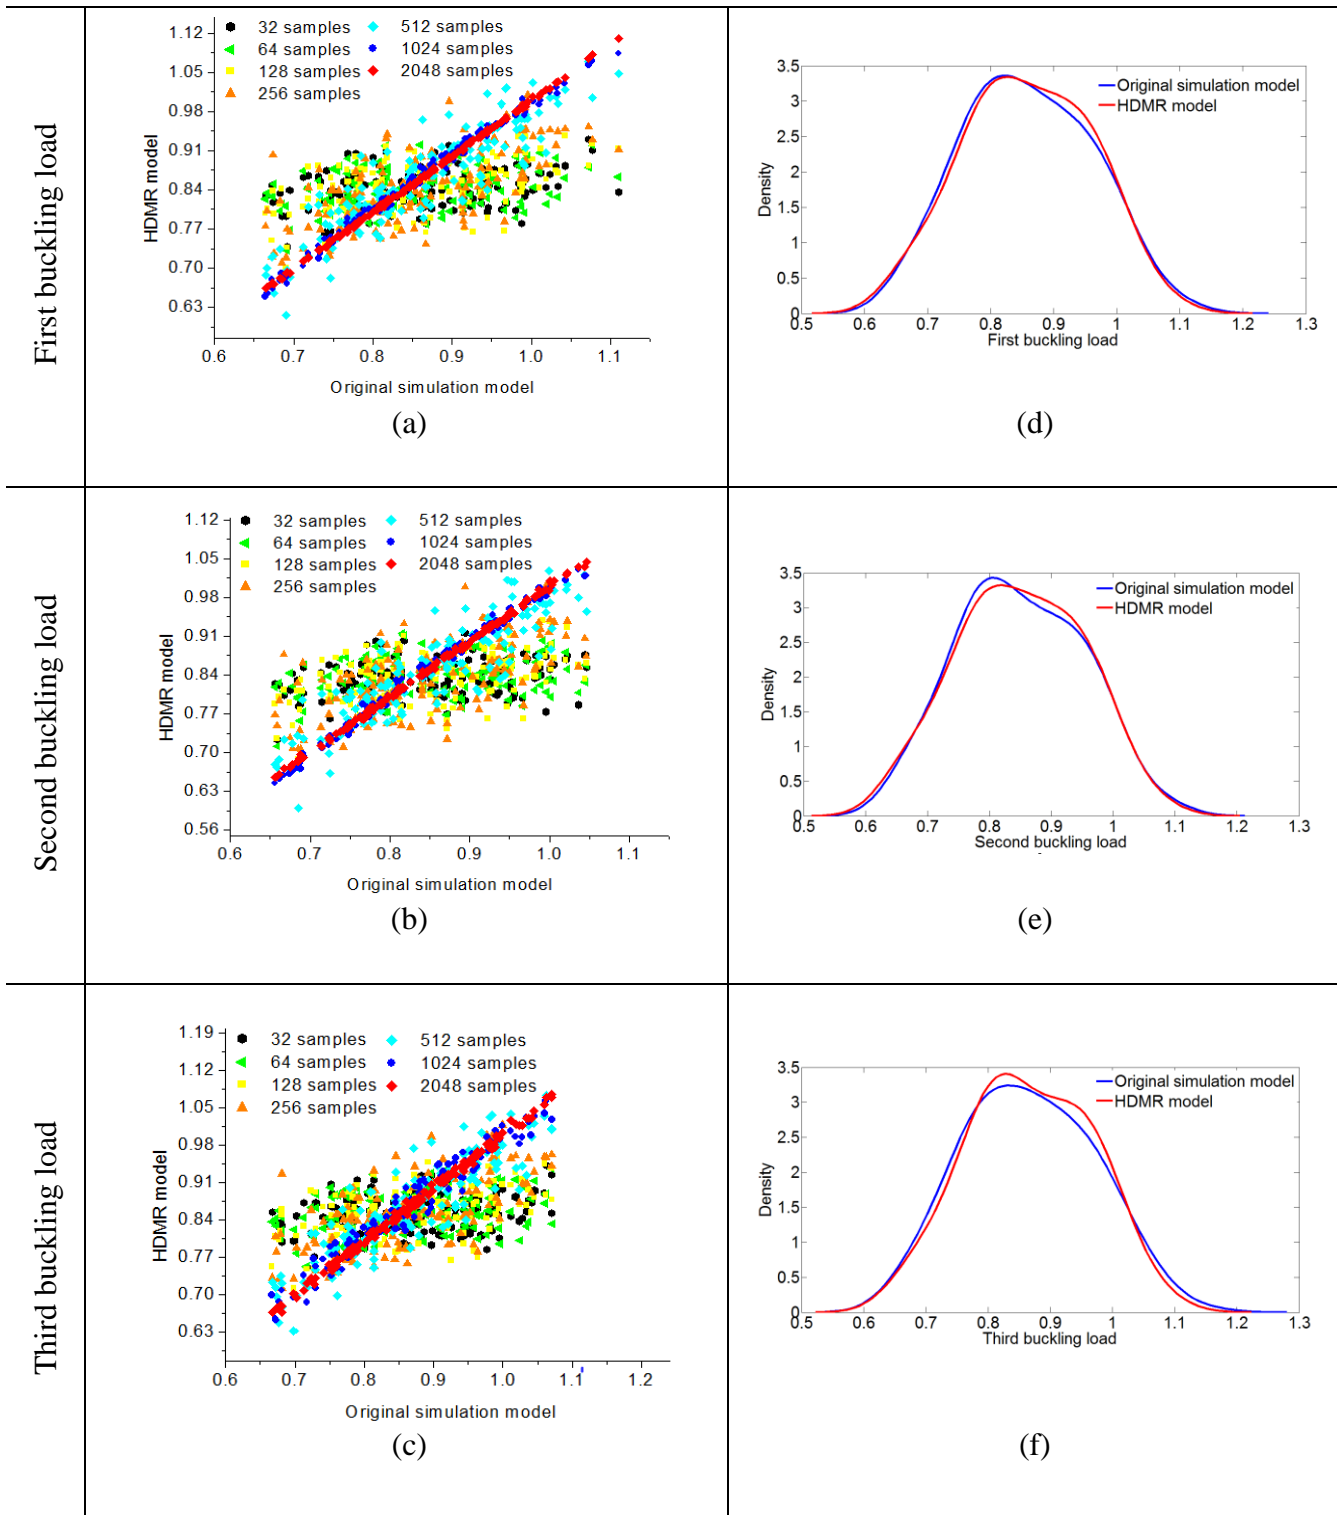 First buckling load
32 samples
64 samples
128 samples
256 samples
512 samples
1024 samples
2048 samples
1.12
1.05
0.98
0.91
0.84
0.77
0.70
0.63
HDMR model
0.6 0.7 0.8 0.9 1.0 1.1
Original simulation model
(a)
3.5
3
2.5
2
1.5
1
0.5
0
Density
Original simulation model
HDMR model
0.5 0.6 0.7 0.8 0.9 1 1.1 1.2 1.3
First buckling load
(d)
Second buckling load
32 samples
64 samples
128 samples
256 samples
512 samples
1024 samples
2048 samples
1.12
1.05
0.98
0.91
0.84
0.77
0.70
0.63
0.56
HDMR model
0.6 0.7 0.8 0.9 1.0 1.1
Original simulation model
(b)
3.5
3
2.5
2
1.5
1
0.5
0
Density
Original simulation model
HDMR model
0.5 0.6 0.7 0.8 0.9 1 1.1 1.2 1.3
Second buckling load
(e)
Third buckling load
32 samples
64 samples
128 samples
256 samples
512 samples
1024 samples
2048 samples
1.19
1.12
1.05
0.98
0.91
0.84
0.77
0.70
0.63
HDMR model
0.6 0.7 0.8 0.9 1.0 1.1 1.2
Original simulation model
(c)
3.5
3
2.5
2
1.5
1
0.5
0
Density
Original simulation model
HDMR model
0.5 0.6 0.7 0.8 0.9 1 1.1 1.2 1.3
Third buckling load
(f)